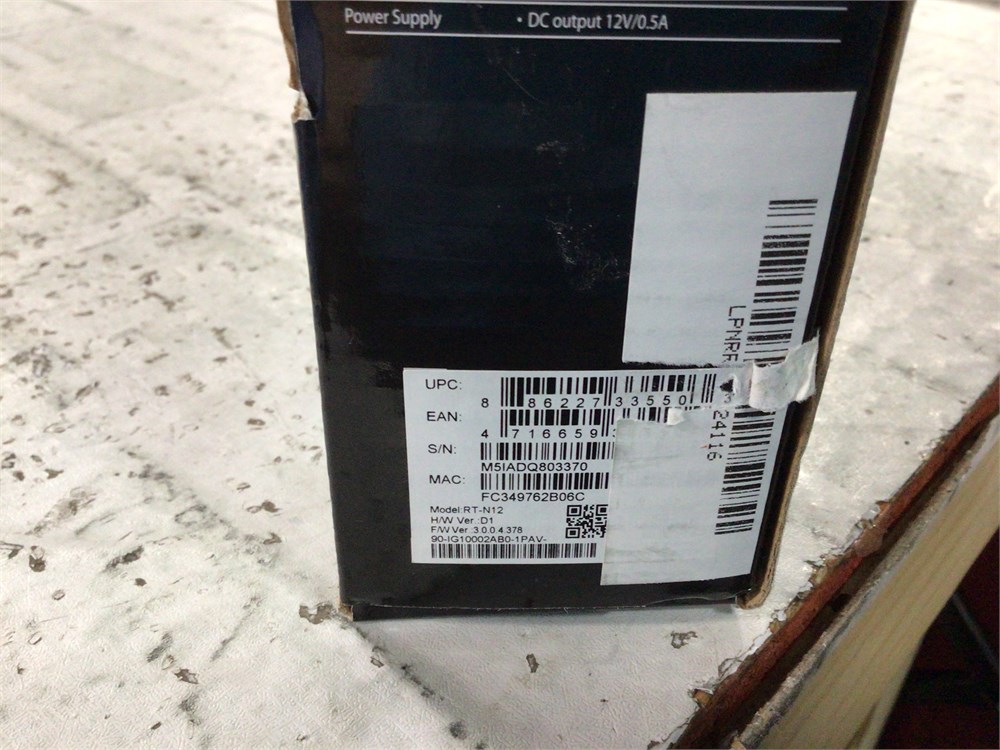 Power Supply • DC output 12V/0.5A
UPC:
8 86227 33550
EAN:
4 716659
S/N:
M5IADQ803370
MAC:
FC349762B06C
Model:RT-N12
H/W Ver.:D1
F/W Ver.:3.0.0.4.378
90-IG10002AB0-1PAV-
24116